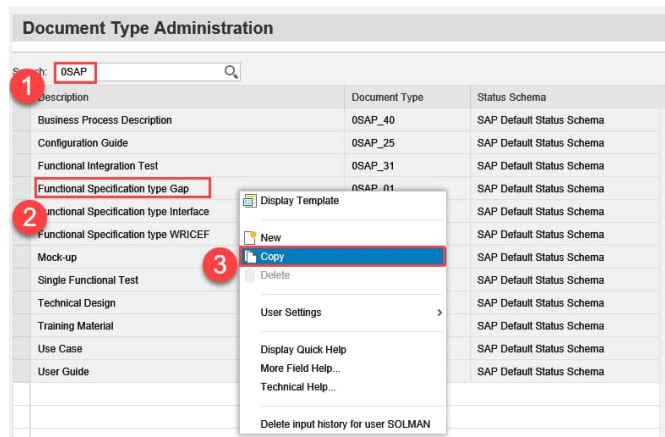 Document Type Administration
Search: 0SAP
1
Description Document Type Status Schema
Business Process Description 0SAP_40 SAP Default Status Schema
Configuration Guide 0SAP_25 SAP Default Status Schema
Functional Integration Test 0SAP_31 SAP Default Status Schema
Functional Specification type Gap 0SAP_01 SAP Default Status Schema
Display Template
2
Functional Specification type Interface SAP Default Status Schema
Functional Specification type WRICEF SAP Default Status Schema
New
Mock-up SAP Default Status Schema
3
Copy
Single Functional Test SAP Default Status Schema
Delete
Technical Design SAP Default Status Schema
Training Material SAP Default Status Schema
User Settings
Use Case SAP Default Status Schema
Display Quick Help
User Guide SAP Default Status Schema
More Field Help...
Technical Help...
Delete input history for user SOLMAN